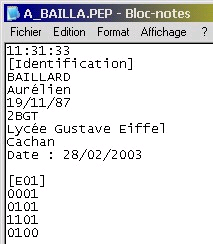 A_BAILLA.PEP - Bloc-notes
Fichier Edition Format Affichage ?
11:31:33
[Identification]
BAILLARD
Aurélien
19/11/87
2BGT
Lycée Gustave Eiffel
Cachan
Date : 28/02/2003

[E01]
0001
0101
1101
0100